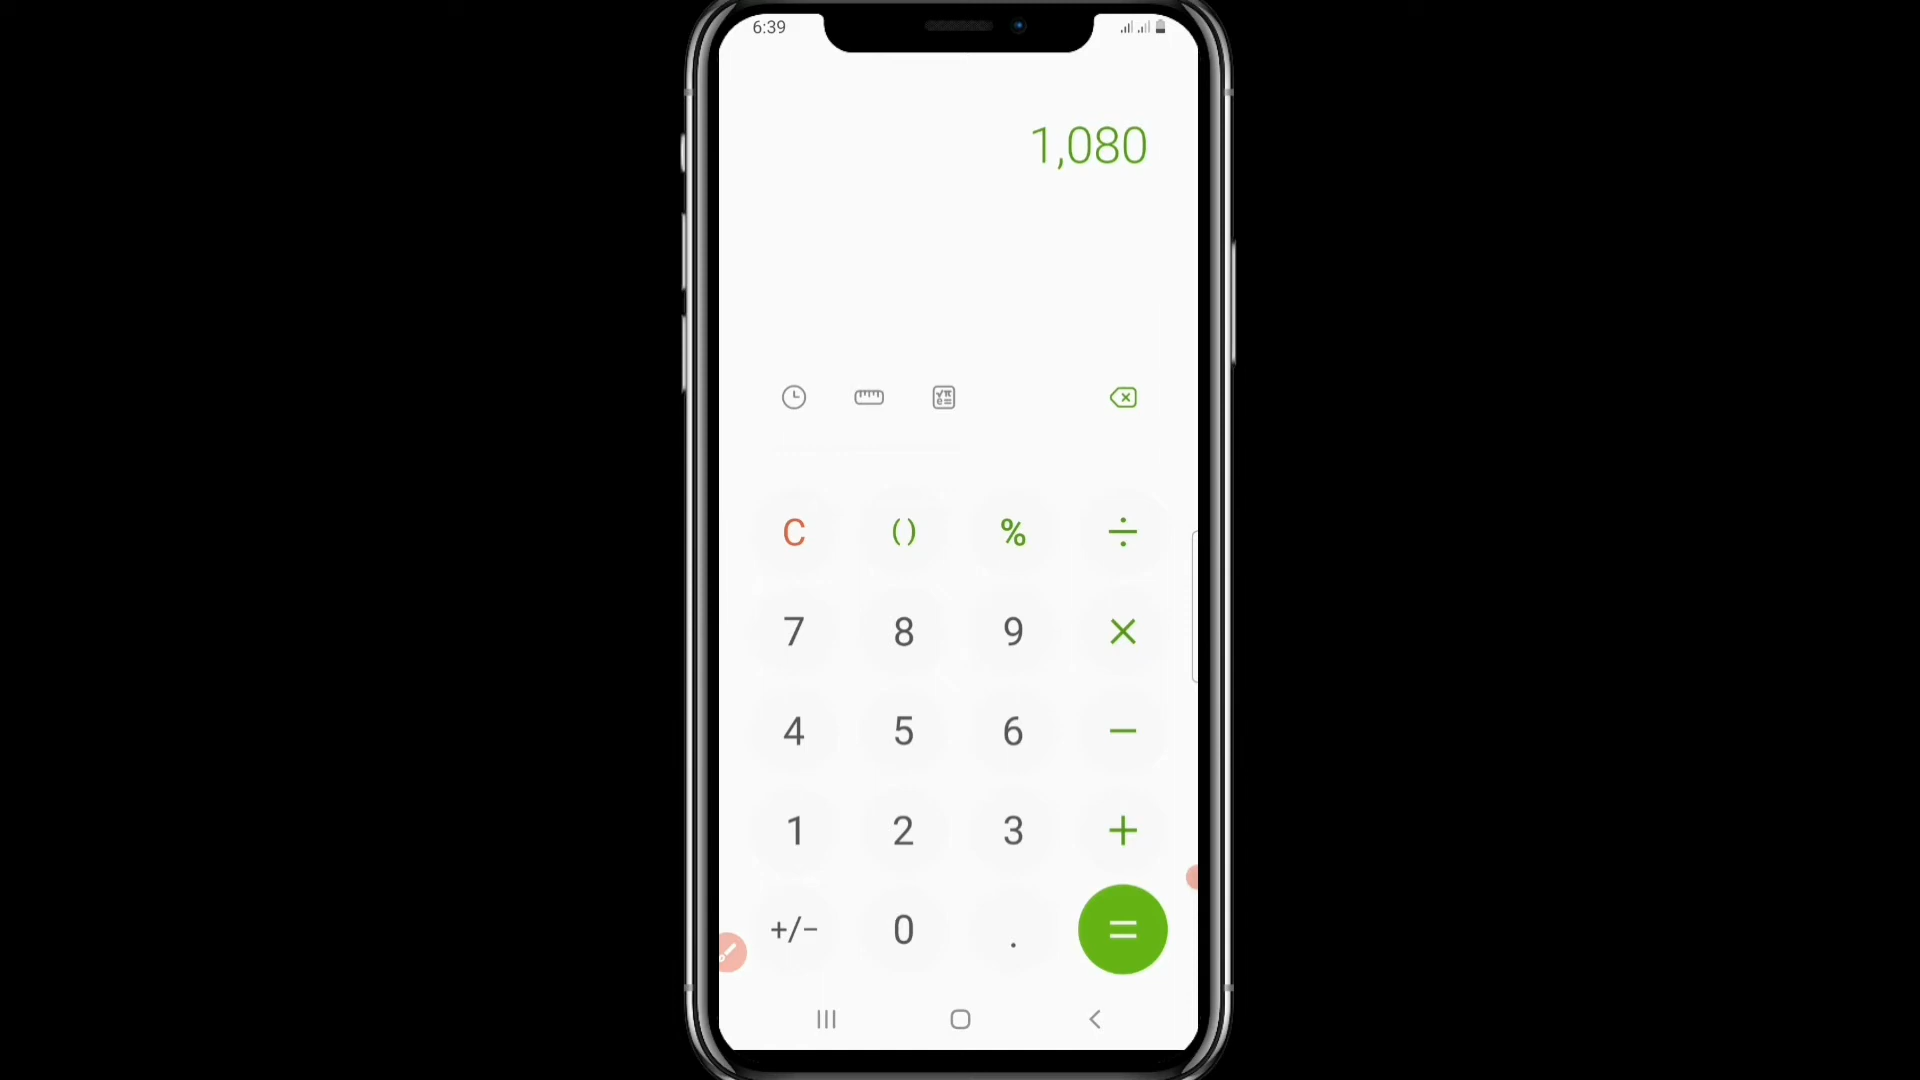 6:39
1,080
C () % ÷
7 8 9 ×
4 5 6 −
1 2 3 +
+/− 0 . =